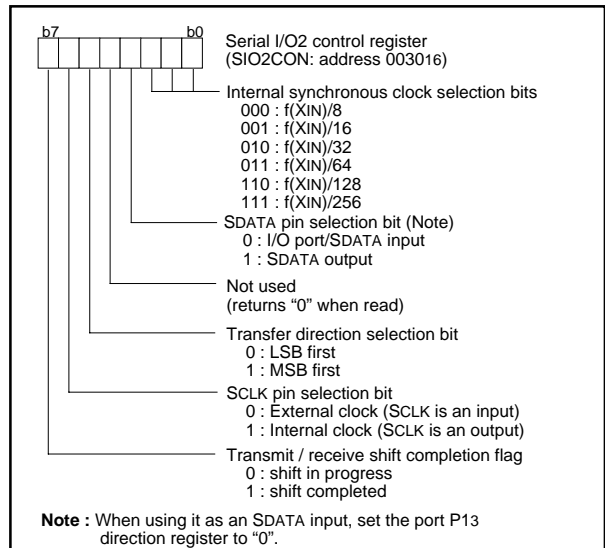 b7 b0
Serial I/O2 control register
(SIO2CON: address 003016)
Internal synchronous clock selection bits
000 : f(XIN)/8
001 : f(XIN)/16
010 : f(XIN)/32
011 : f(XIN)/64
110 : f(XIN)/128
111 : f(XIN)/256
SDATA pin selection bit (Note)
0 : I/O port/SDATA input
1 : SDATA output
Not used
(returns “0” when read)
Transfer direction selection bit
0 : LSB first
1 : MSB first
SCLK pin selection bit
0 : External clock (SCLK is an input)
1 : Internal clock (SCLK is an output)
Transmit / receive shift completion flag
0 : shift in progress
1 : shift completed
Note : When using it as an SDATA input, set the port P13
direction register to “0”.